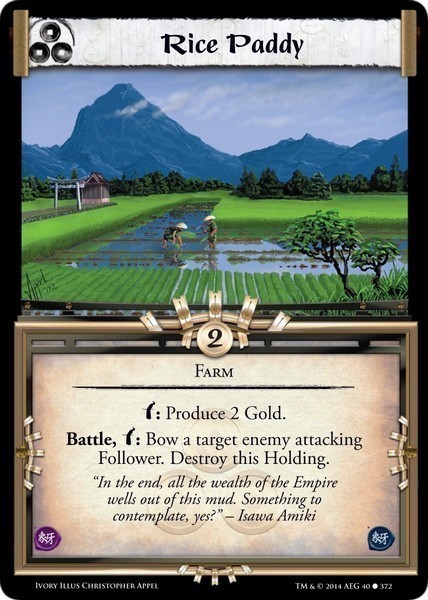 Rice Paddy
Appel
'02
2
FARM
: Produce 2 Gold.
Battle, : Bow a target enemy attacking
Follower. Destroy this Holding.
"In the end, all the wealth of the Empire
wells out of this mud. Something to
contemplate, yes?" – Isawa Amiki
IVORY ILLUS CHRISTOPHER APPEL TM & © 2014 AEG 40 ● 372